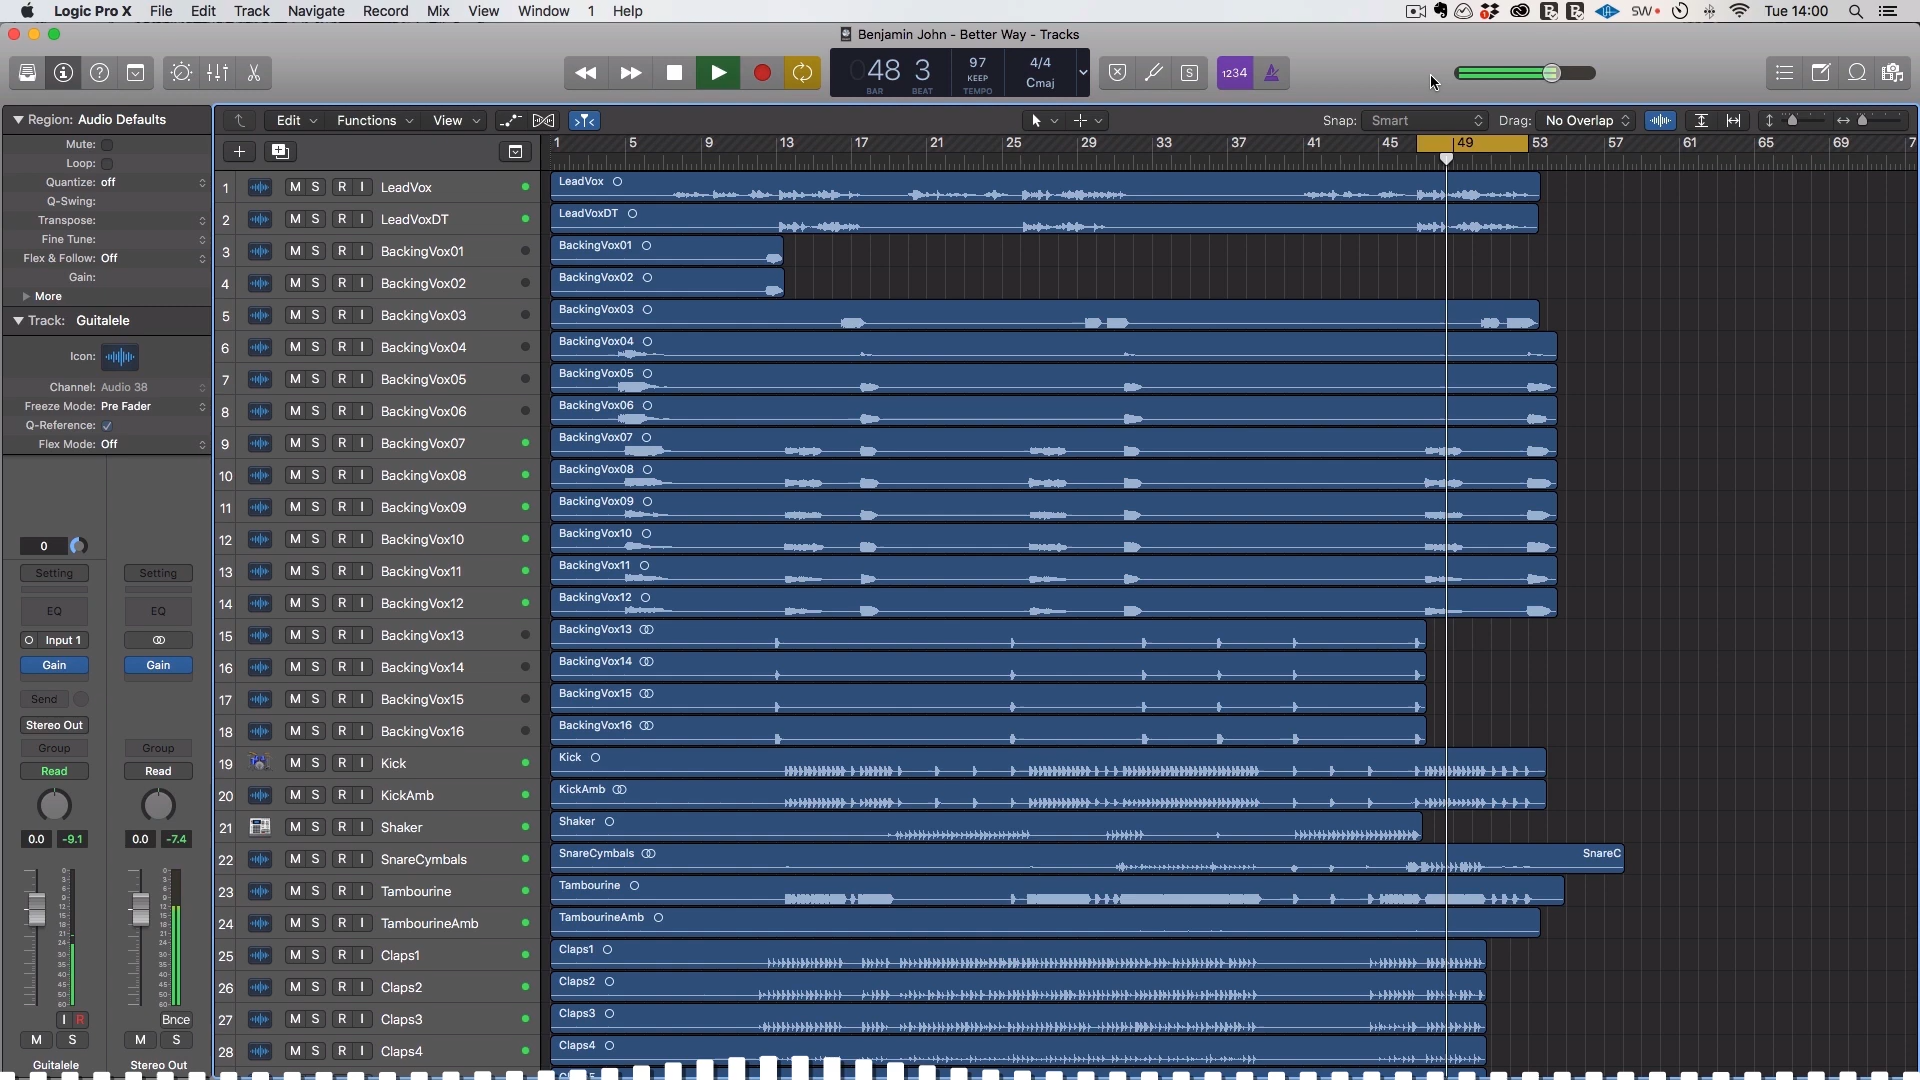 Logic Pro X File Edit Track Navigate Record Mix View Window 1 Help SW Tue 14:00
Benjamin John - Better Way - Tracks
48 3 97 4/4
KEEP Cmaj
BAR BEAT TEMPO
S 1234
Region: Audio Defaults
Edit Functions View Snap: Smart Drag: No Overlap
Mute:
Loop:
Quantize: off
Q-Swing:
Transpose:
Fine Tune:
Flex & Follow: Off
Gain:
More
Track: Guitalele
Icon:
Channel: Audio 38
Freeze Mode: Pre Fader
Q-Reference:
Flex Mode: Off
0
Setting Setting
EQ EQ
Input 1
Gain Gain
Send
Stereo Out
Group Group
Read Read
0.0 -9.1 0.0 -7.4
I R Bnce
M S M S
Guitalele Stereo Out
1 5 9 13 17 21 25 29 33 37 41 45 49 53 57 61 65 69 7
1 M S R I LeadVox LeadVox
2 M S R I LeadVoxDT LeadVoxDT
3 M S R I BackingVox01 BackingVox01
4 M S R I BackingVox02 BackingVox02
5 M S R I BackingVox03 BackingVox03
6 M S R I BackingVox04 BackingVox04
7 M S R I BackingVox05 BackingVox05
8 M S R I BackingVox06 BackingVox06
9 M S R I BackingVox07 BackingVox07
10 M S R I BackingVox08 BackingVox08
11 M S R I BackingVox09 BackingVox09
12 M S R I BackingVox10 BackingVox10
13 M S R I BackingVox11 BackingVox11
14 M S R I BackingVox12 BackingVox12
15 M S R I BackingVox13 BackingVox13
16 M S R I BackingVox14 BackingVox14
17 M S R I BackingVox15 BackingVox15
18 M S R I BackingVox16 BackingVox16
19 M S R I Kick Kick
20 M S R I KickAmb KickAmb
21 M S R I Shaker Shaker
22 M S R I SnareCymbals SnareCymbals SnareC
23 M S R I Tambourine Tambourine
24 M S R I TambourineAmb TambourineAmb
25 M S R I Claps1 Claps1
26 M S R I Claps2 Claps2
27 M S R I Claps3 Claps3
28 M S R I Claps4 Claps4